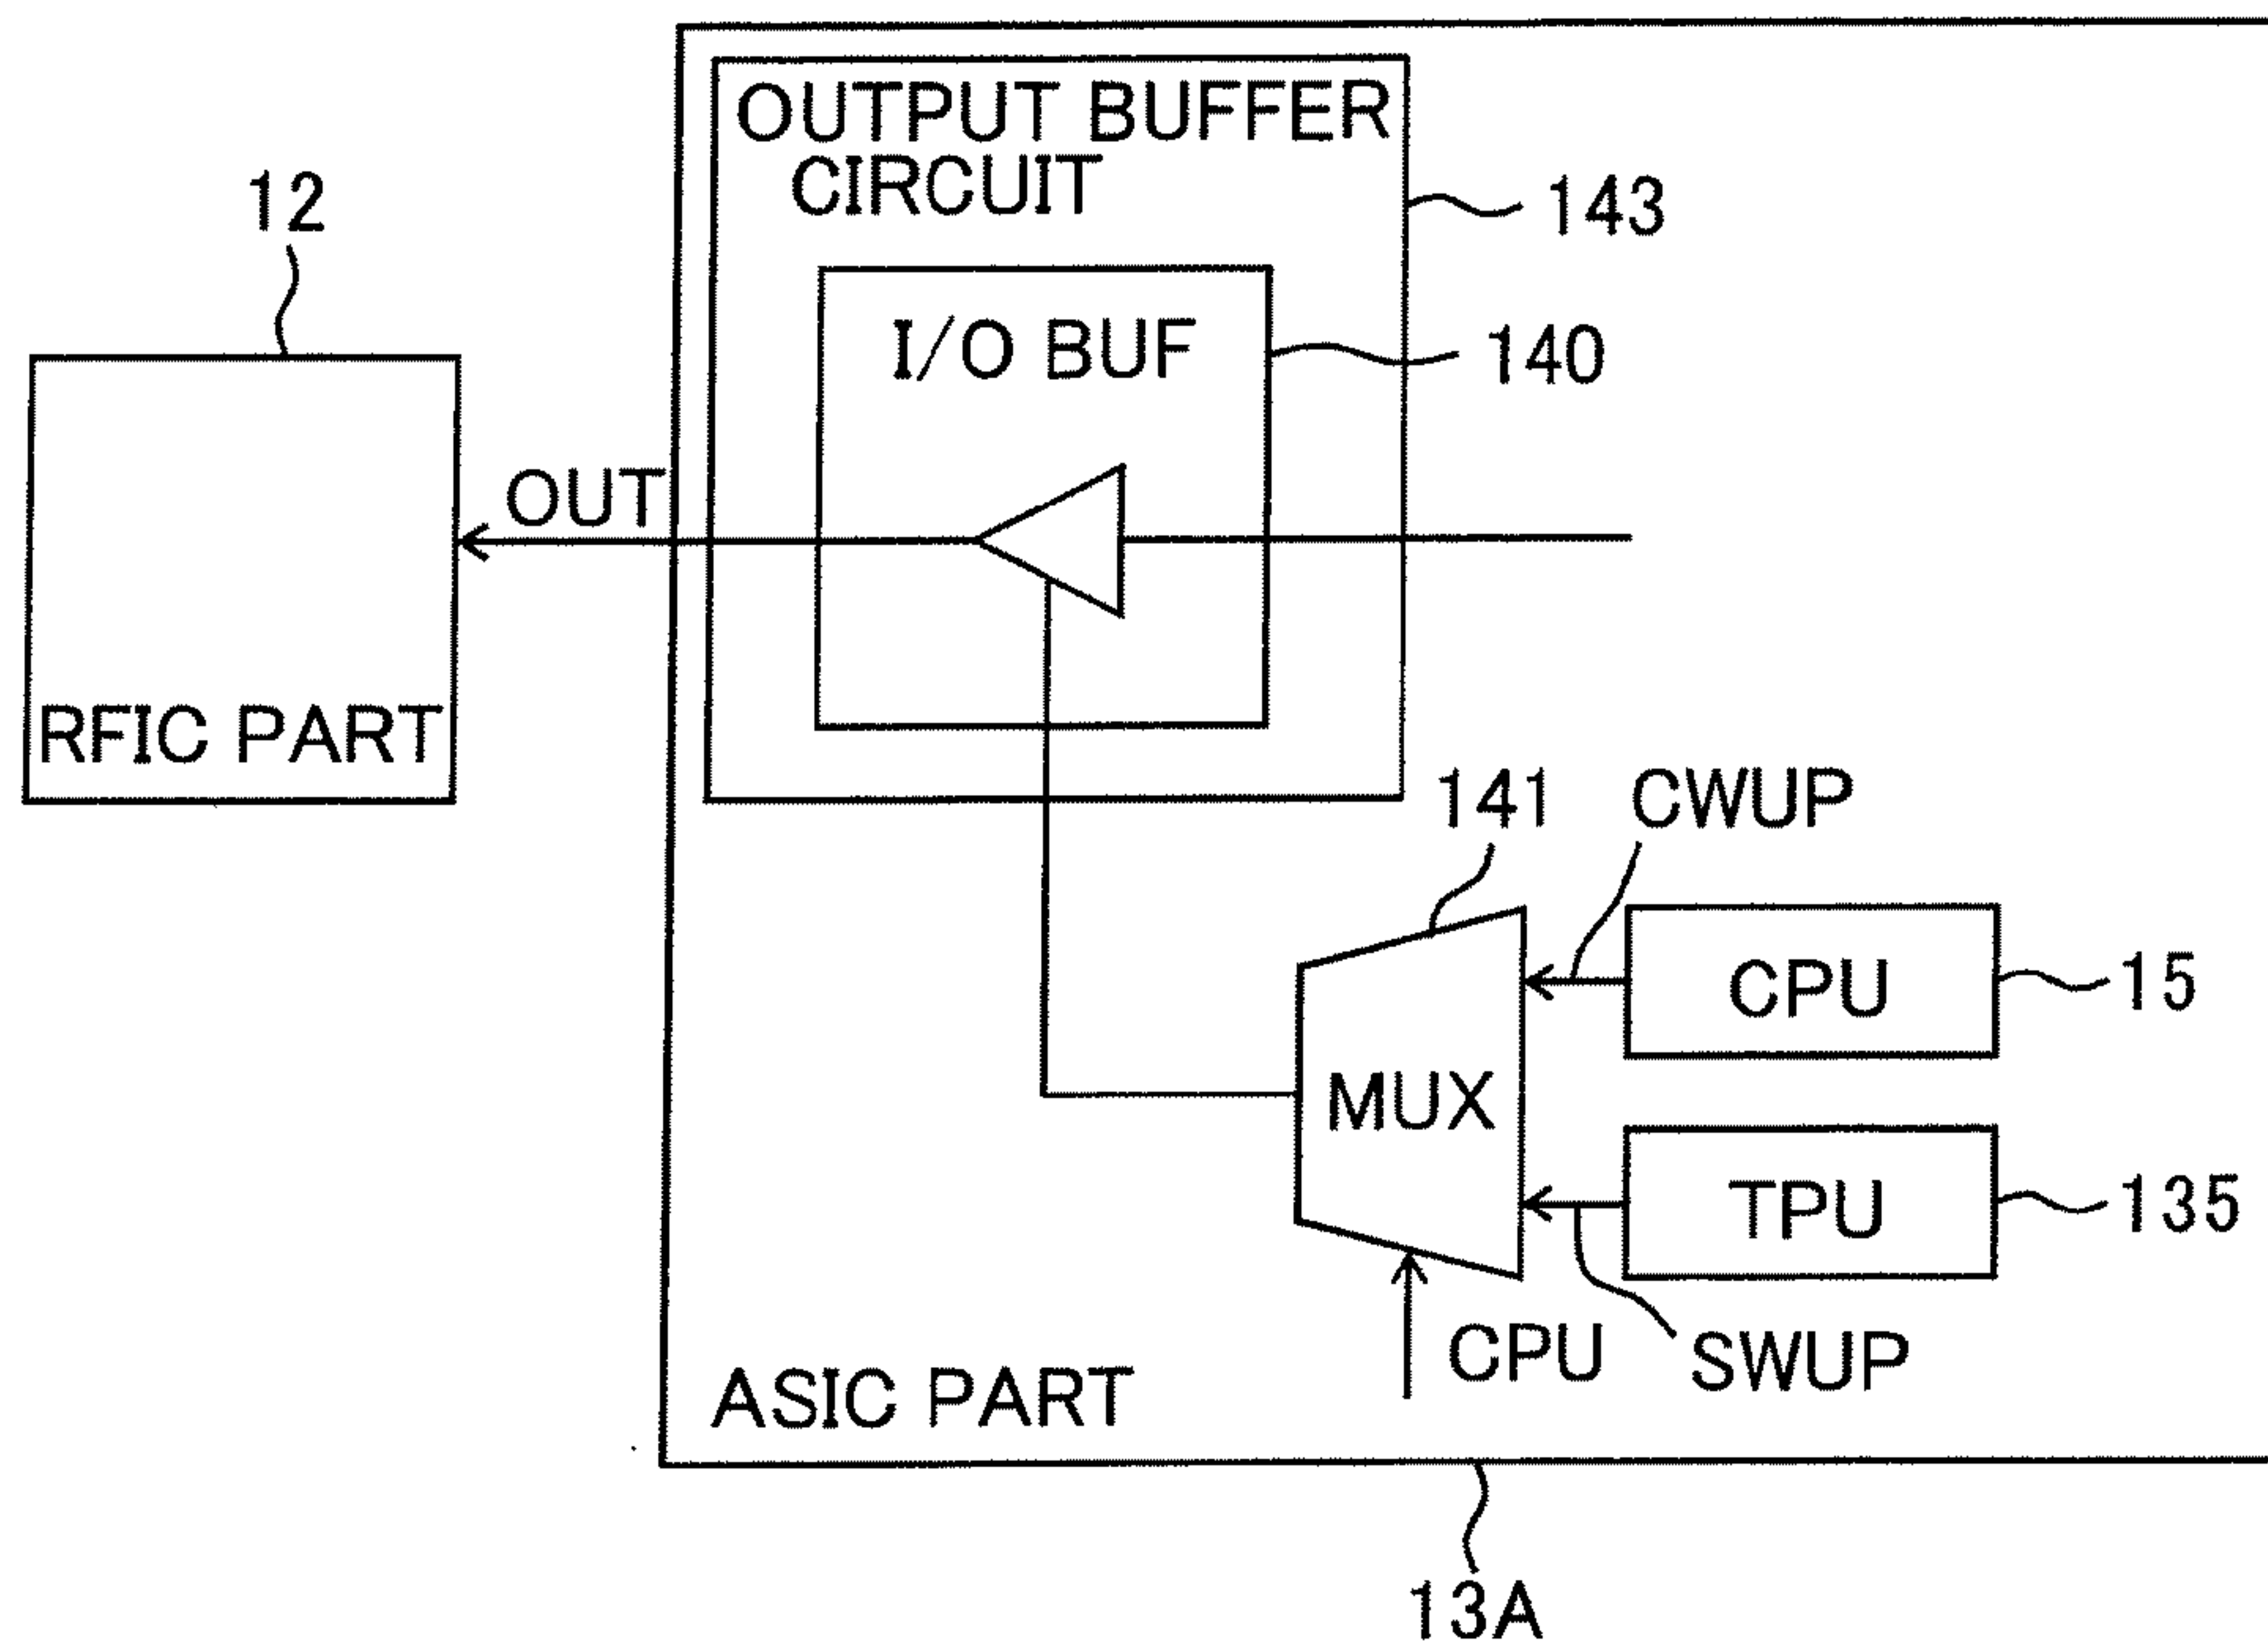 OUTPUT BUFFER
CIRCUIT
12
143
I/O BUF
140
OUT
RFIC PART
141
CWUP
CPU
15
MUX
TPU
135
CPU
SWUP
ASIC PART
13A